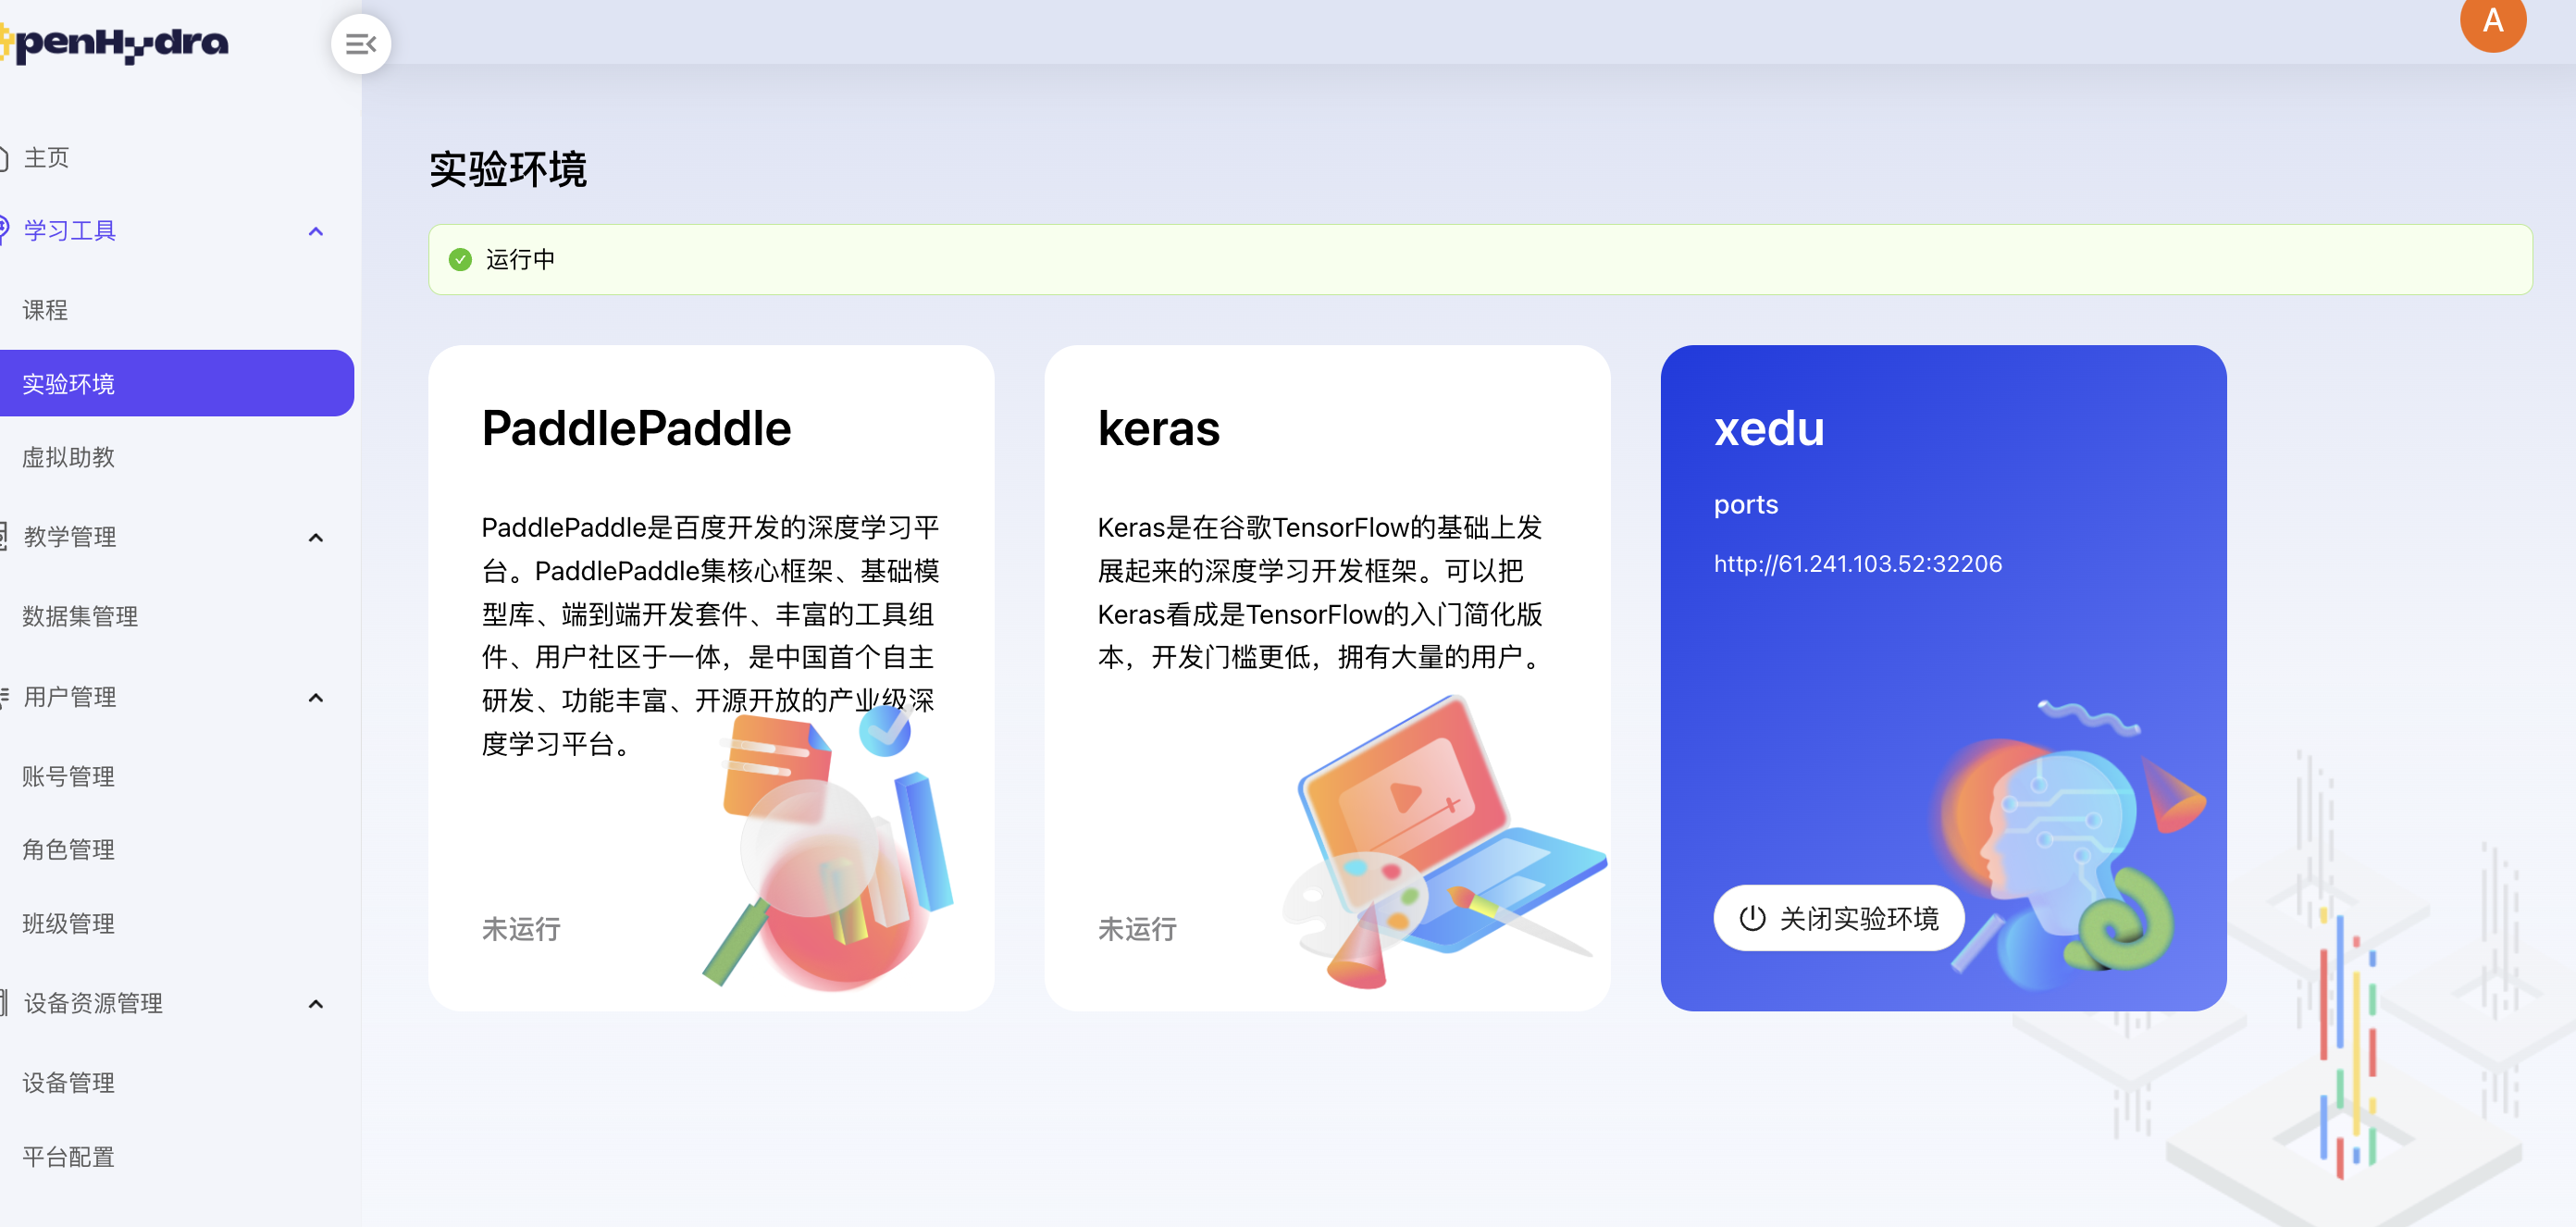 penHydra
A
主页
学习工具
课程
实验环境
虚拟助教
教学管理
数据集管理
用户管理
账号管理
角色管理
班级管理
设备资源管理
设备管理
平台配置
实验环境
运行中
PaddlePaddle
PaddlePaddle是百度开发的深度学习平
台。PaddlePaddle集核心框架、基础模
型库、端到端开发套件、丰富的工具组
件、用户社区于一体，是中国首个自主
研发、功能丰富、开源开放的产业级深
度学习平台。
未运行
keras
Keras是在谷歌TensorFlow的基础上发
展起来的深度学习开发框架。可以把
Keras看成是TensorFlow的入门简化版
本，开发门槛更低，拥有大量的用户。
未运行
xedu
ports
http://61.241.103.52:32206
关闭实验环境